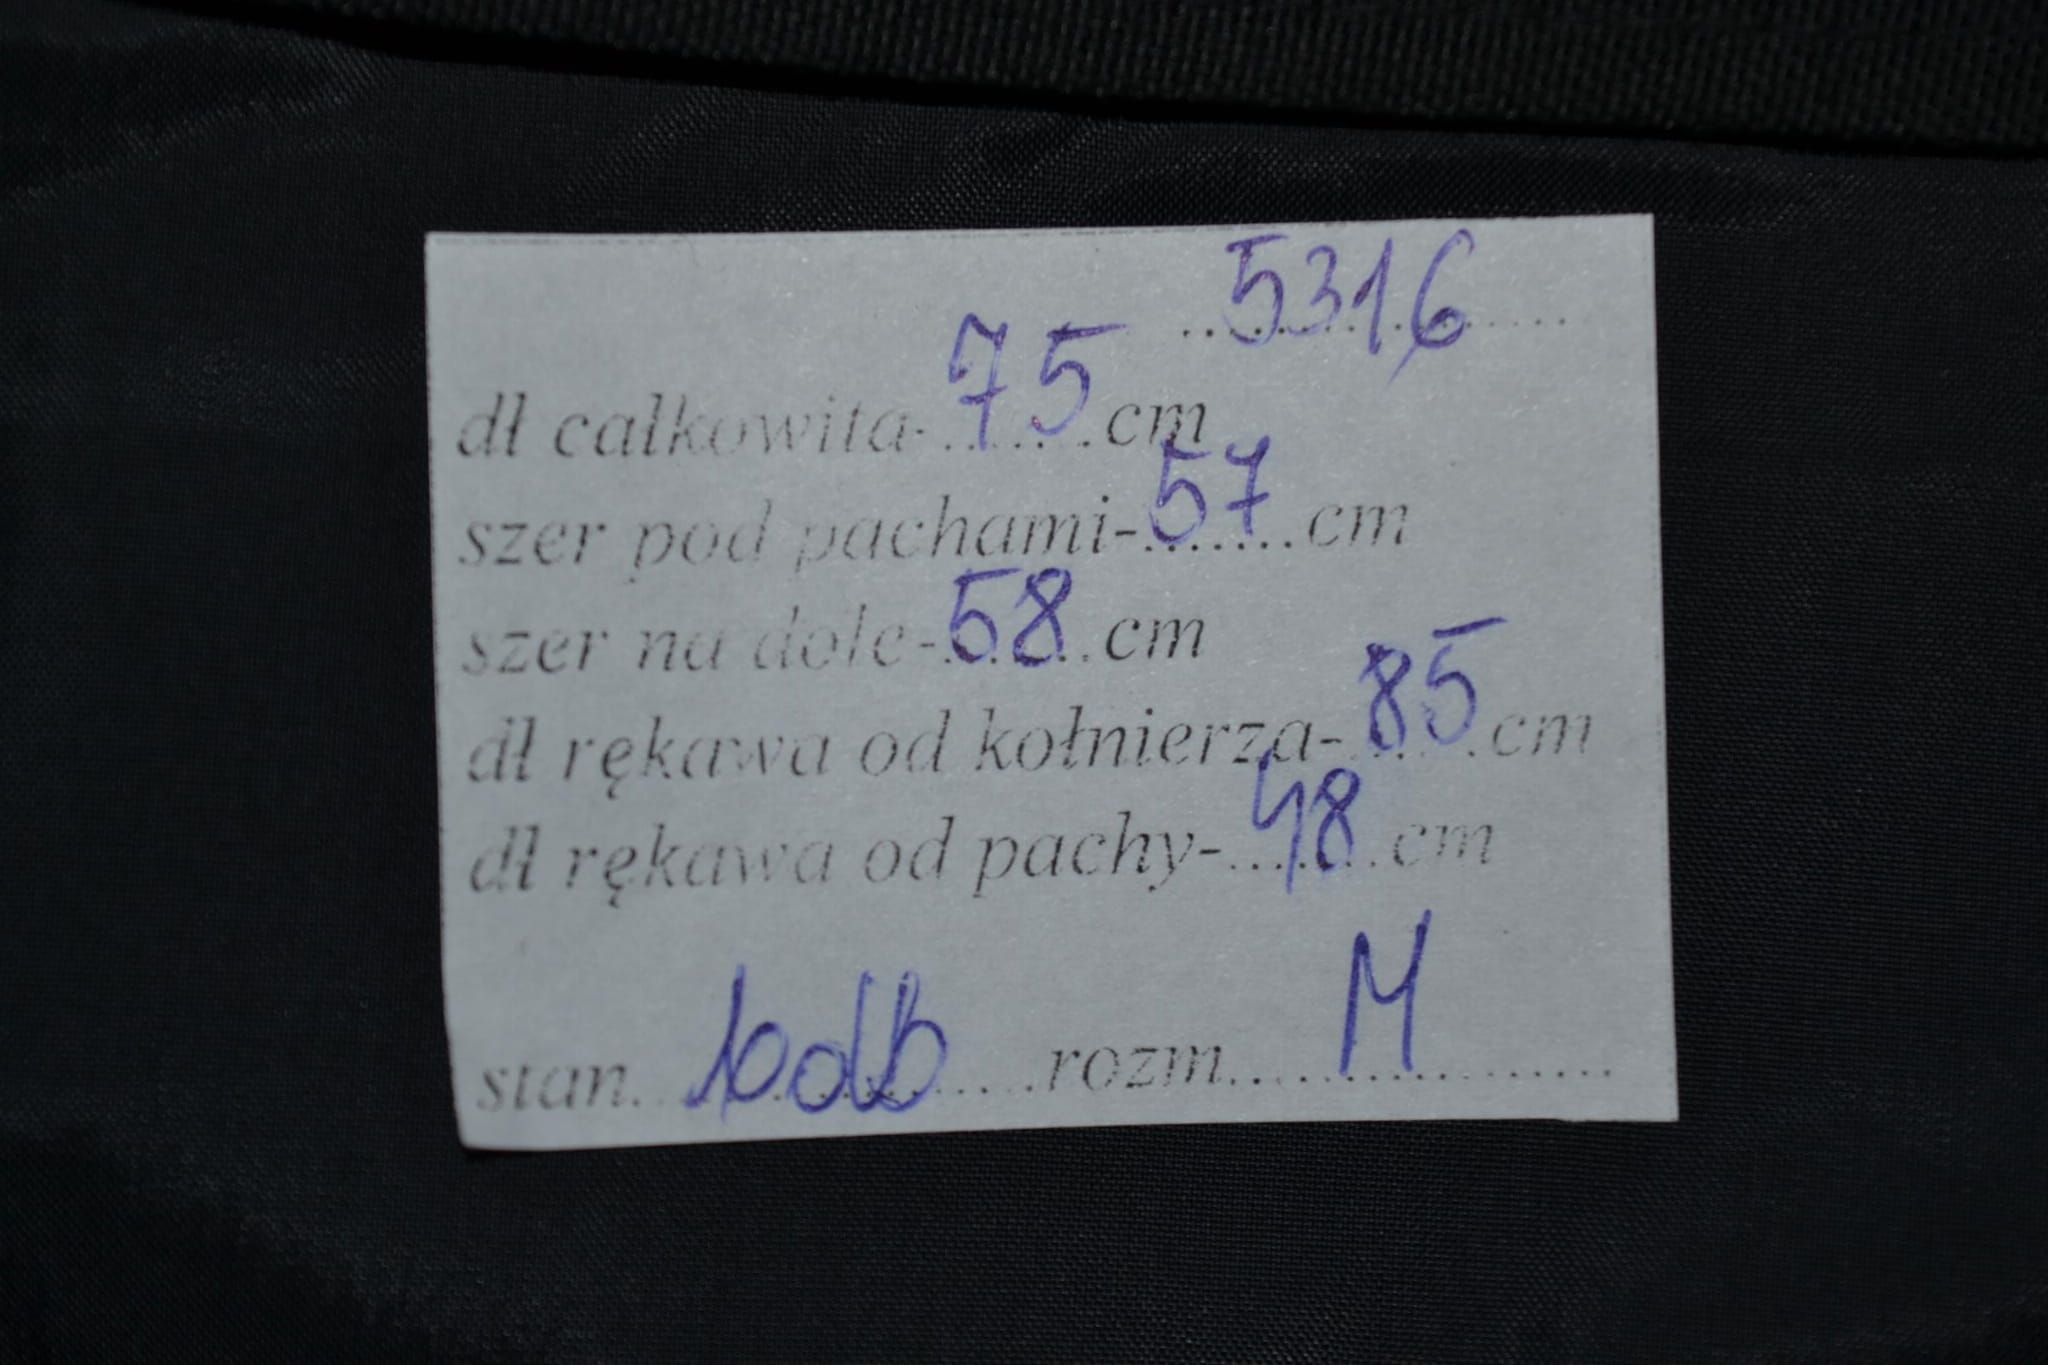 5316
dł całkowita-75cm
szer pod pachami-57cm
szer na dole-58cm
dł rękawa od kołnierza-85cm
dł rękawa od pachy-48cm
stan. bdb rozm. M